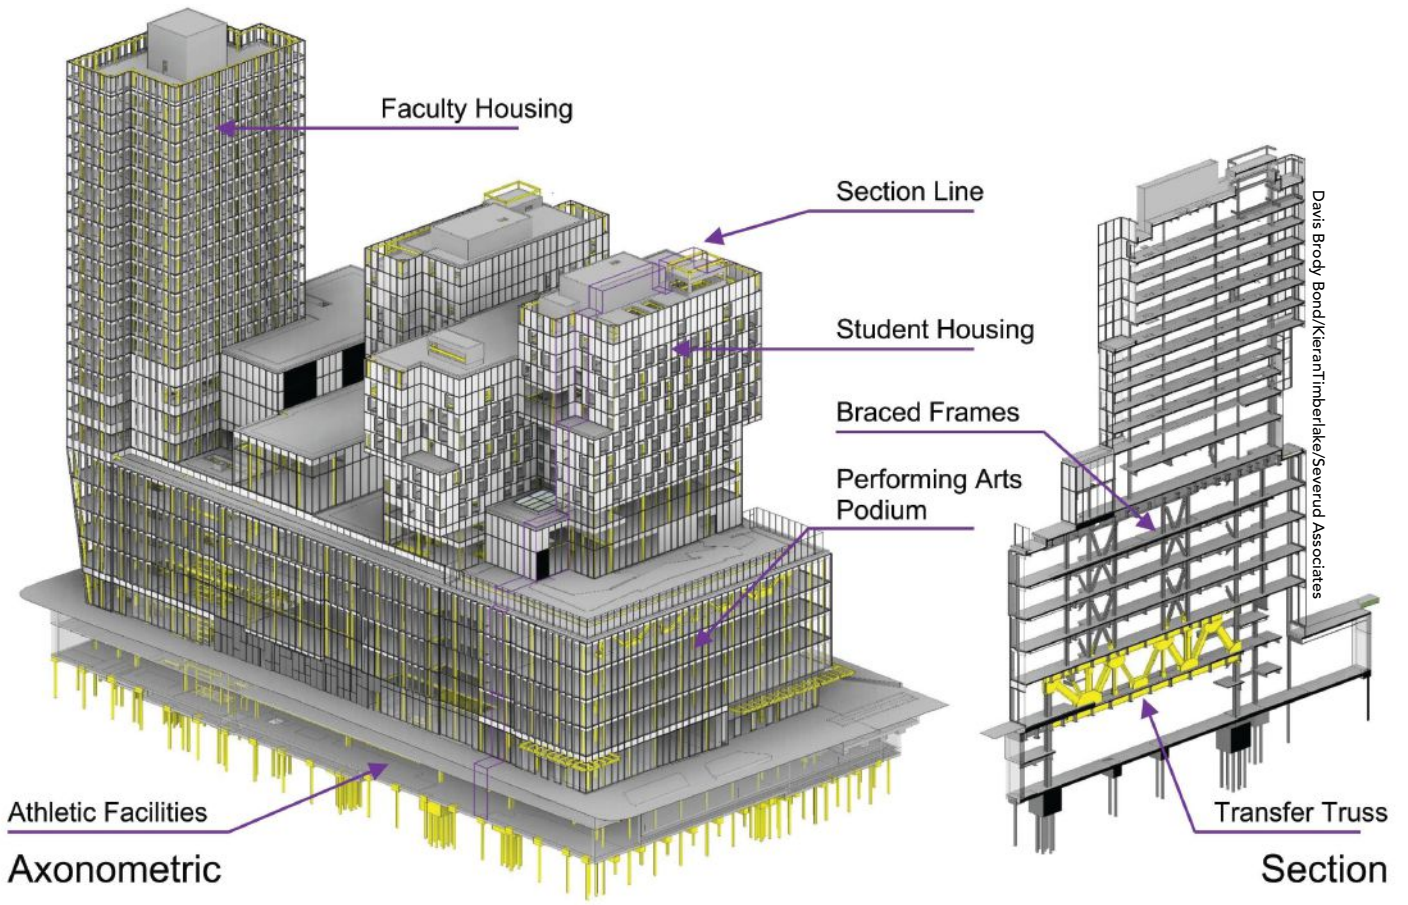 Faculty Housing
Section Line
Student Housing
Braced Frames
Performing Arts
Podium
Athletic Facilities
Axonometric
Transfer Truss
Section
Davis Brody Bond/KieranTimberlake/Severud Associates